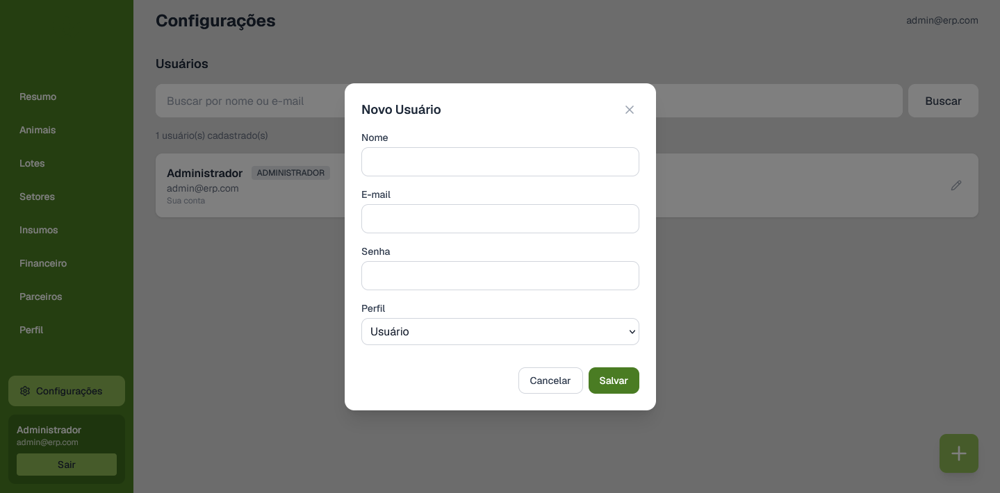 Configurações
admin@erp.com
Resumo
Animais
Lotes
Setores
Insumos
Financeiro
Parceiros
Perfil
Configurações
Administrador
admin@erp.com
Sair
Usuários
Buscar por nome ou e-mail
Buscar
1 usuário(s) cadastrado(s)
Administrador ADMINISTRADOR
admin@erp.com
Sua conta
Novo Usuário
Nome
E-mail
Senha
Perfil
Usuário
Cancelar Salvar